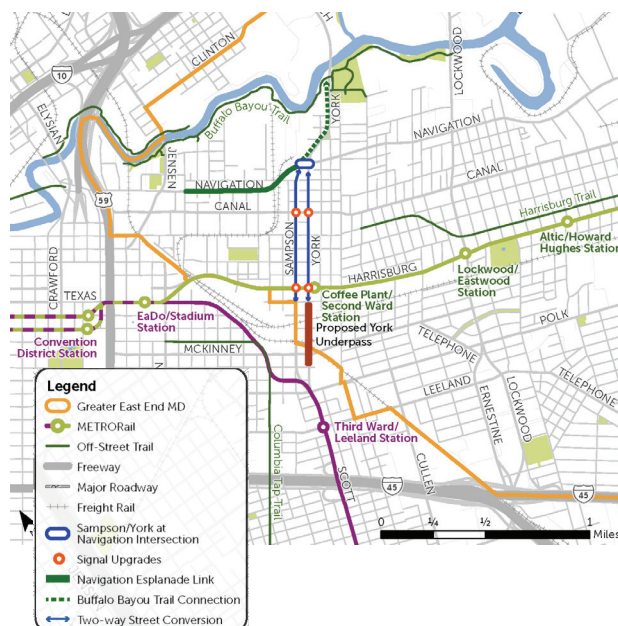 CLINTON
LOCKWOOD
10
ELYSIAN
Buffalo Bayou Trail
YORK
NAVIGATION
JENSEN
CANAL
NAVIGATION
CANAL
59
Harrisburg Trail
SAMPSON
YORK
Altic/Howard
Hughes Station
CRAWFORD
HARRISBURG
Lockwood/
Eastwood
Station
TEXAS
Coffee Plant/
Second Ward
Station
EaDo/Stadium
Station
POLK
Convention
District Station
MCKINNEY
Proposed York
Underpass
TELEPHONE
LEELAND
ERNESTINE
LOCKWOOD
TELEPHONE
Third Ward/
Leeland Station
Columbia Tap Trail
SCOTT
CULLEN
45
45
0
1/4
1/2
1
Miles
Legend
Greater East End MD
METRORail
Off-Street Trail
Freeway
Major Roadway
Freight Rail
Sampson/York at
Navigation Intersection
Signal Upgrades
Navigation Esplanade Link
Buffalo Bayou Trail Connection
Two-way Street Conversion